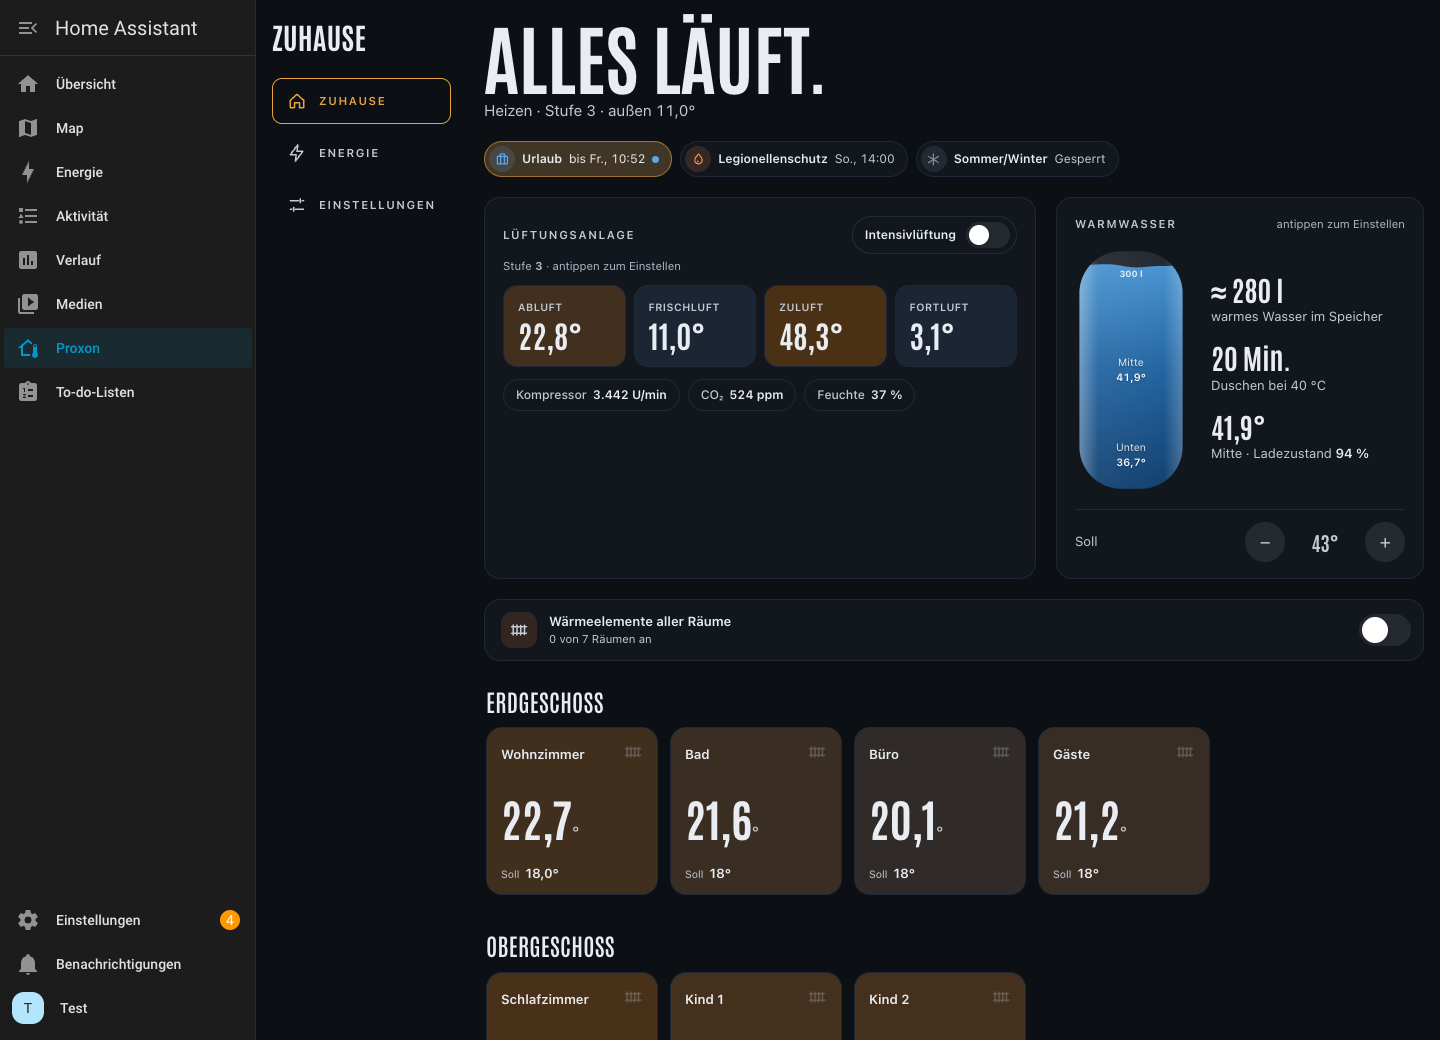 Home Assistant
Übersicht
Map
Energie
Aktivität
Verlauf
Medien
Proxon
To-do-Listen
Einstellungen 4
Benachrichtigungen
T Test
ZUHAUSE
ZUHAUSE
ENERGIE
EINSTELLUNGEN
ALLES LÄUFT.
Heizen · Stufe 3 · außen 11,0°
Urlaub bis Fr., 10:52
Legionellenschutz So., 14:00
Sommer/Winter Gesperrt
LÜFTUNGSANLAGE
Intensivlüftung
Stufe 3 · antippen zum Einstellen
ABLUFT
22,8°
FRISCHLUFT
11,0°
ZULUFT
48,3°
FORTLUFT
3,1°
Kompressor 3.442 U/min
CO₂ 524 ppm
Feuchte 37 %
WARMWASSER
antippen zum Einstellen
300 l
Mitte
41,9°
Unten
36,7°
≈ 280 l
warmes Wasser im Speicher
20 Min.
Duschen bei 40 °C
41,9°
Mitte · Ladezustand 94 %
Soll − 43° +
Wärmeelemente aller Räume
0 von 7 Räumen an
ERDGESCHOSS
Wohnzimmer
22,7°
Soll 18,0°
Bad
21,6°
Soll 18°
Büro
20,1°
Soll 18°
Gäste
21,2°
Soll 18°
OBERGESCHOSS
Schlafzimmer
Kind 1
Kind 2